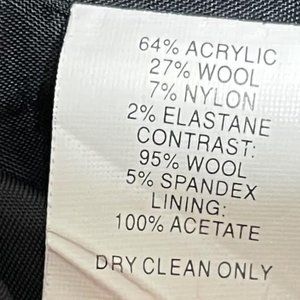 64% ACRYLIC
27% WOOL
7% NYLON
2% ELASTANE
CONTRAST:
95% WOOL
5% SPANDEX
LINING:
100% ACETATE
DRY CLEAN ONLY